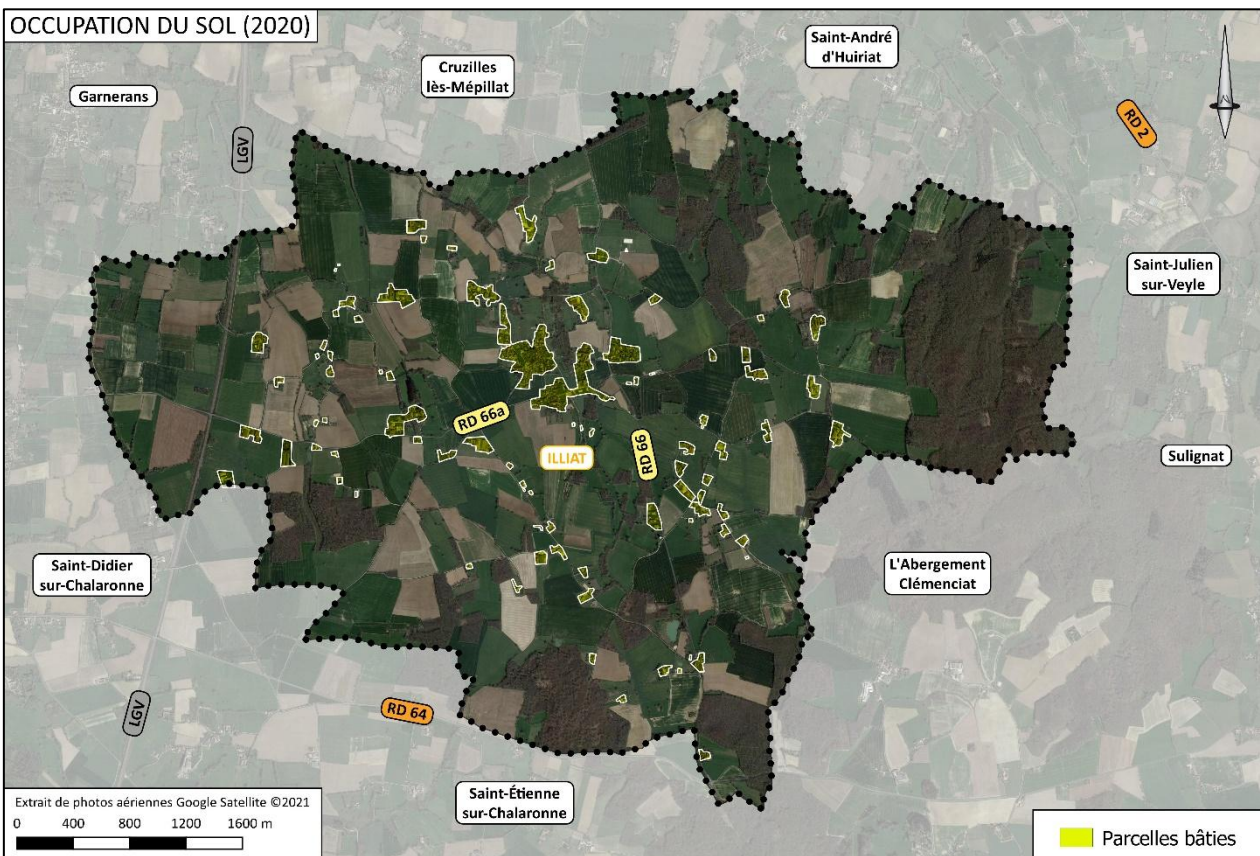 OCCUPATION DU SOL (2020)
Saint-André
d'Huiriat
Cruzilles
lès-Mépillat
Garnerans
RD 2
LGV
Saint-Julien
sur-Veyle
RD 66a
RD 66
ILLIAT
Sulignat
Saint-Didier
sur-Chalaronne
L'Abergement
Clémenciat
LGV
RD 64
Saint-Étienne
sur-Chalaronne
Extrait de photos aériennes Google Satellite ©2021
0 400 800 1200 1600 m
Parcelles bâties